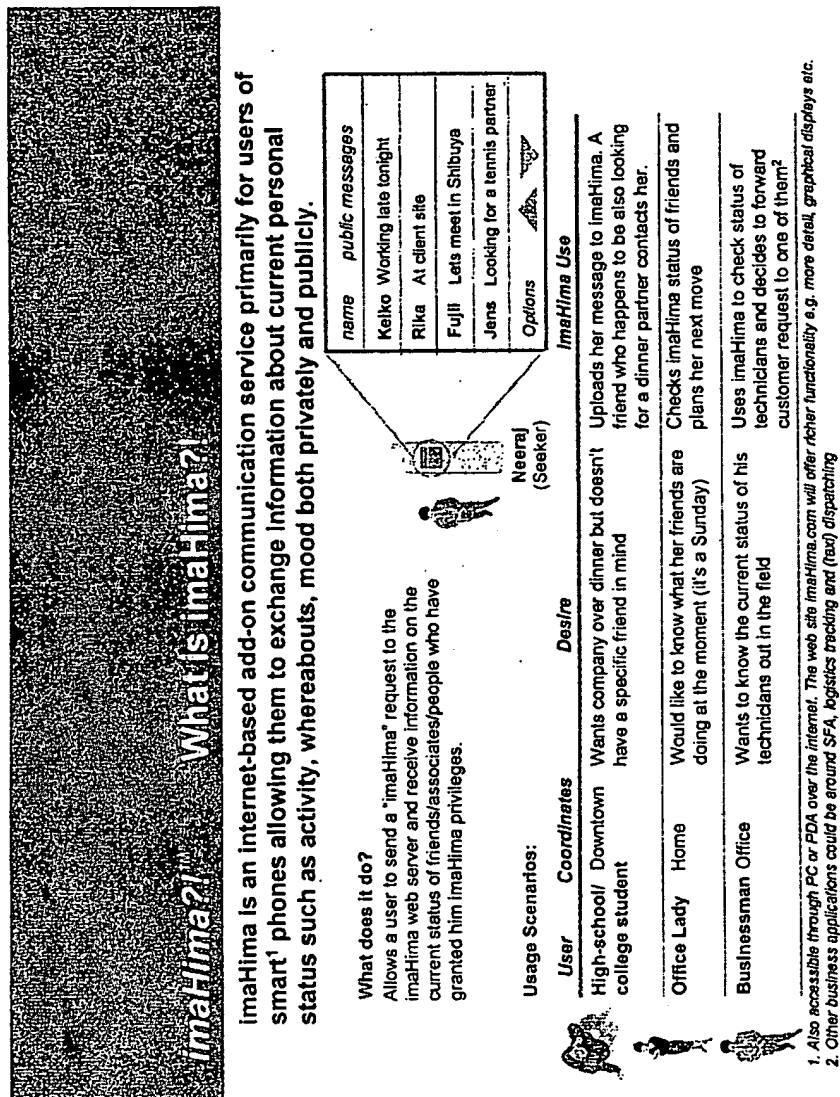 imaHima?!™ What is imaHima?!
imaHima is an internet-based add-on communication service primarily for users of
smart¹ phones allowing them to exchange information about current personal
status such as activity, whereabouts, mood both privately and publicly.
What does it do?
Allows a user to send a "imaHima" request to the
imaHima web server and receive information on the
current status of friends/associates/people who have
granted him imaHima privileges.
Neeraj
(Seeker)
name public messages
Keiko Working late tonight
Rika At client site
Fujii Lets meet in Shibuya
Jens Looking for a tennis partner
Options
Usage Scenarios:
User Coordinates Desire ImaHima Use
High-school/ Downtown Wants company over dinner but doesn't Uploads her message to imaHima. A
college student have a specific friend in mind friend who happens to be also looking
for a dinner partner contacts her.
Office Lady Home Would like to know what her friends are Checks imaHima status of friends and
doing at the moment (it's a Sunday) plans her next move
Businessman Office Wants to know the current status of his Uses imaHima to check status of
technicians out in the field technicians and decides to forward
customer request to one of them²
1. Also accessible through PC or PDA over the internet. The web site imaHima.com will offer richer functionality e.g. more detail, graphical displays etc.
2. Other business applications could be around SFA, logistics tracking and (taxi) dispatching